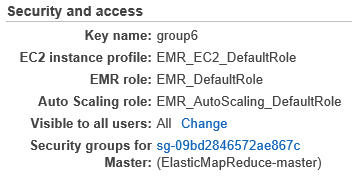 Security and access
Key name: group6
EC2 instance profile: EMR_EC2_DefaultRole
EMR role: EMR_DefaultRole
Auto Scaling role: EMR_AutoScaling_DefaultRole
Visible to all users: All Change
Security groups for sg-09bd2846572ae867c
Master: (ElasticMapReduce-master)